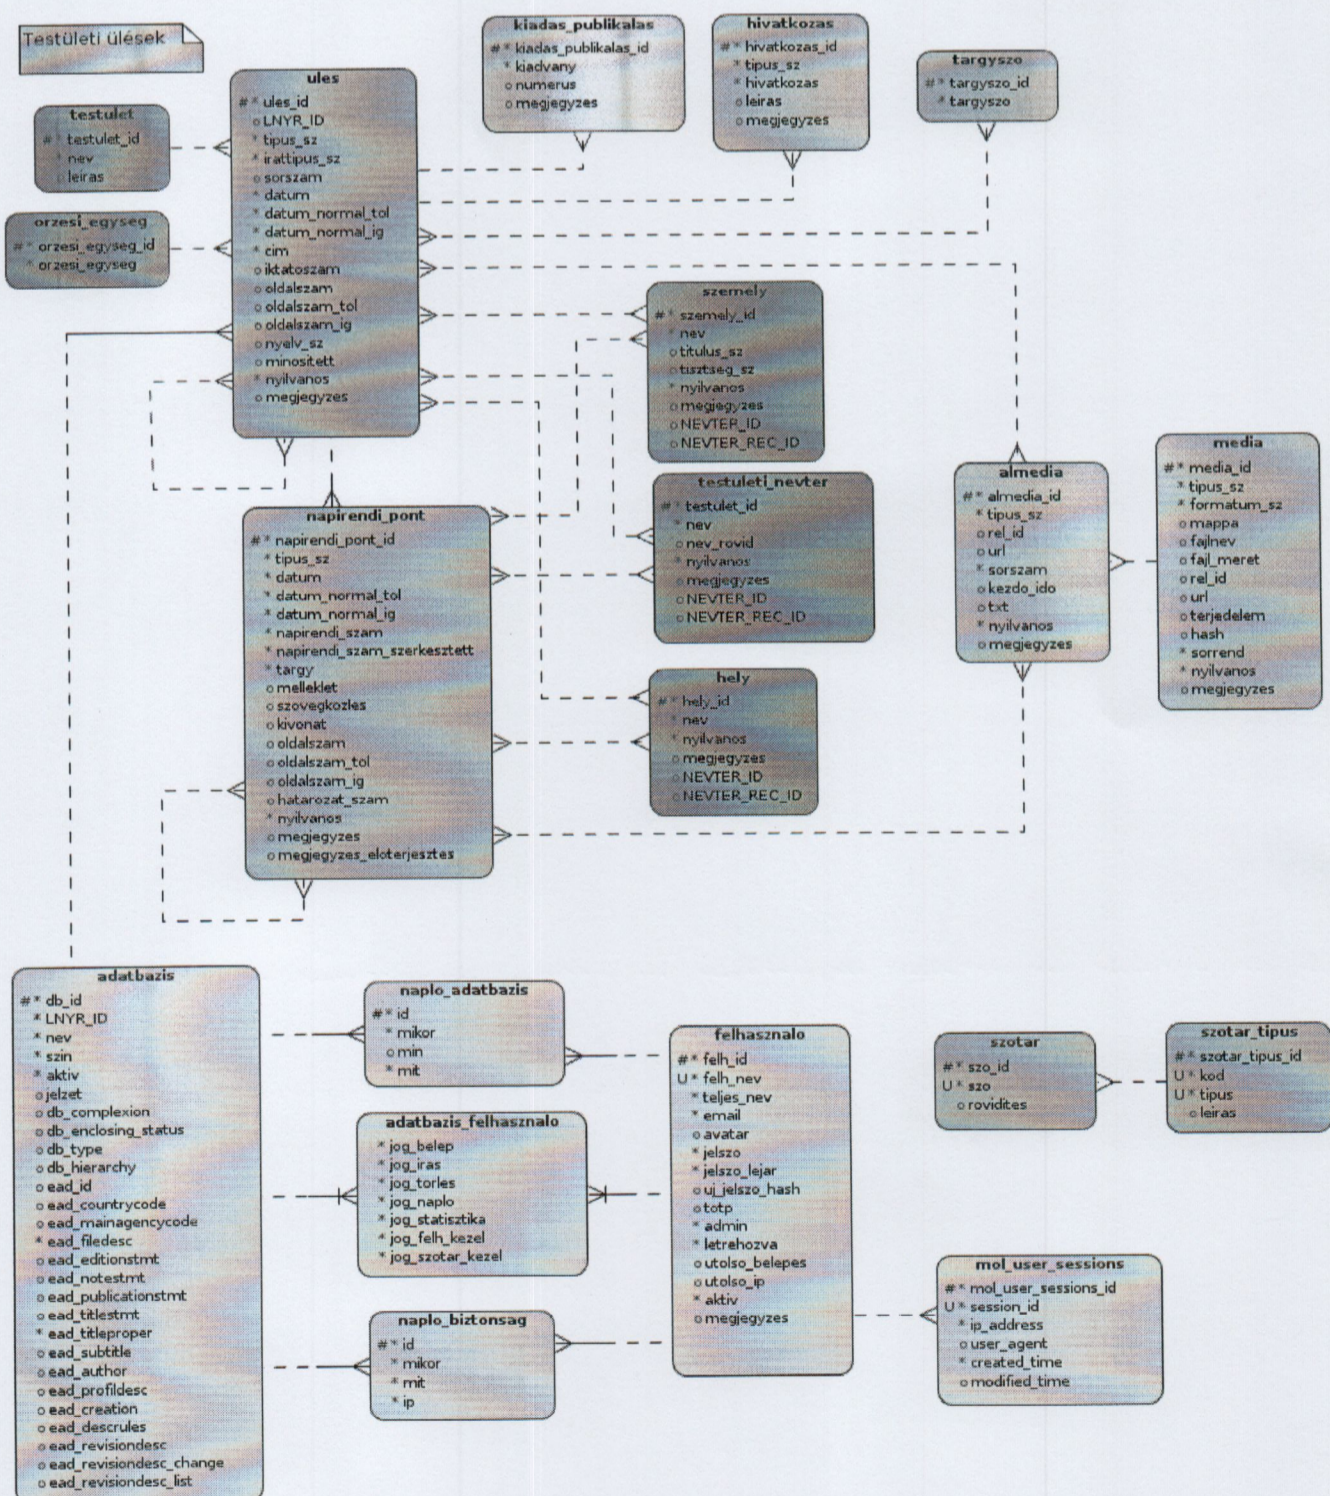 Testületi ülések
testulet
# * testulet_id
* nev
o leiras
orzesi_egyseg
# * orzesi_egyseg_id
* orzesi_egyseg
ules
# * ules_id
o LNYR_ID
* tipus_sz
* irattipus_sz
o sorszam
* datum
* datum_normal_tol
* datum_normal_ig
* cim
o iktatoszam
o oldalszam
o oldalszam_tol
o oldalszam_ig
o nyelv_sz
o minositett
* nyilvanos
o megjegyzes
kiadas_publikalas
# * kiadas_publikalas_id
* kiadvany
o numerus
o megjegyzes
hivatkozas
# * hivatkozas_id
* tipus_sz
* hivatkozas
o leiras
o megjegyzes
targyszo
# * targyszo_id
* targyszo
szemely
# * szemely_id
* nev
o titulus_sz
o tisztseg_sz
* nyilvanos
o megjegyzes
o NEVTER_ID
o NEVTER_REC_ID
testuleti_nevter
# * testulet_id
* nev
o nev_rovid
* nyilvanos
o megjegyzes
o NEVTER_ID
o NEVTER_REC_ID
hely
# * hely_id
* nev
* nyilvanos
o megjegyzes
o NEVTER_ID
o NEVTER_REC_ID
almedia
# * almedia_id
* tipus_sz
o rel_id
o url
* sorszam
o kezdo_ido
o txt
* nyilvanos
o megjegyzes
media
# * media_id
* tipus_sz
* formatum_sz
o mappa
o fajlnev
o fajl_meret
o rel_id
o url
o terjedelem
o hash
* sorrend
* nyilvanos
o megjegyzes
napirendi_pont
# * napirendi_pont_id
* tipus_sz
* datum
* datum_normal_tol
* datum_normal_ig
* napirendi_szam
* napirendi_szam_szerkesztett
* targy
o melleklet
o szovegkozles
o kivonat
o oldalszam
o oldalszam_tol
o oldalszam_ig
o hatarozat_szam
* nyilvanos
o megjegyzes
o megjegyzes_eloterjesztes
adatbazis
# * db_id
* LNYR_ID
* nev
* szin
* aktiv
o jelzet
o db_complexion
o db_enclosing_status
o db_type
o db_hierarchy
o ead_id
o ead_countrycode
o ead_mainagencycode
* ead_filedesc
o ead_editionstmt
o ead_notestmt
o ead_publicationstmt
o ead_titlestmt
* ead_titleproper
o ead_subtitle
o ead_author
o ead_profildesc
o ead_creation
o ead_descrules
o ead_revisiondesc
o ead_revisiondesc_change
o ead_revisiondesc_list
naplo_adatbazis
# * id
* mikor
o min
* mit
adatbazis_felhasznalo
* jog_belep
* jog_iras
* jog_torles
* jog_naplo
* jog_statisztika
* jog_felh_kezel
* jog_szotar_kezel
naplo_biztonsag
# * id
* mikor
* mit
* ip
felhasznalo
# * felh_id
U * felh_nev
* teljes_nev
* email
o avatar
* jelszo
* jelszo_lejar
o uj_jelszo_hash
o totp
* admin
* letrehozva
o utolso_belepes
o utolso_ip
* aktiv
o megjegyzes
szotar
# * szo_id
U * szo
o rovidites
szotar_tipus
# * szotar_tipus_id
U * kod
U * tipus
o leiras
mol_user_sessions
# * mol_user_sessions_id
U * session_id
* ip_address
o user_agent
* created_time
o modified_time